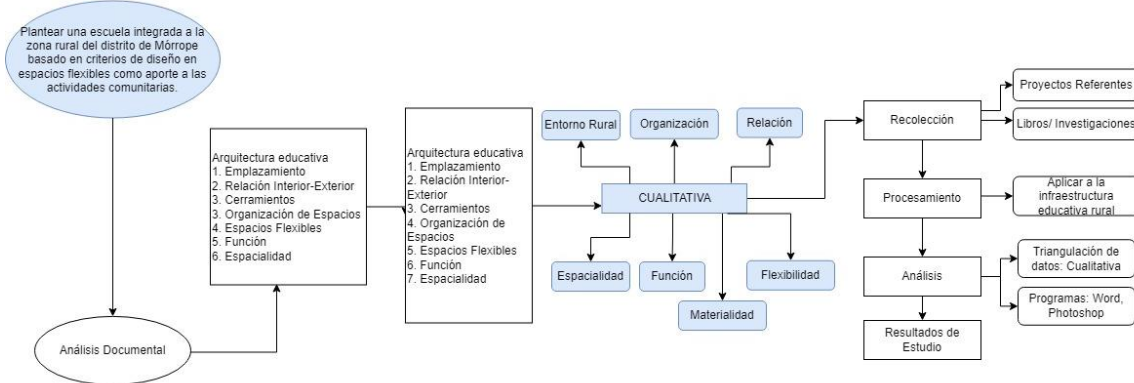 Plantear una escuela integrada a la
zona rural del distrito de Mórrope
basado en criterios de diseño en
espacios flexibles como aporte a las
actividades comunitarias.
Análisis Documental
Arquitectura educativa
1. Emplazamiento
2. Relación Interior-Exterior
3. Cerramientos
3. Organización de Espacios
4. Espacios Flexibles
5. Función
6. Espacialidad
Arquitectura educativa
1. Emplazamiento
2. Relación Interior-
Exterior
3. Cerramientos
4. Organización de
Espacios
5. Espacios Flexibles
6. Función
7. Espacialidad
Entorno Rural
Organización
Relación
CUALITATIVA
Espacialidad
Función
Materialidad
Flexibilidad
Recolección
Proyectos Referentes
Libros/ Investigaciones
Procesamiento
Aplicar a la
infraestructura
educativa rural
Análisis
Triangulación de
datos: Cualitativa
Programas: Word,
Photoshop
Resultados de
Estudio